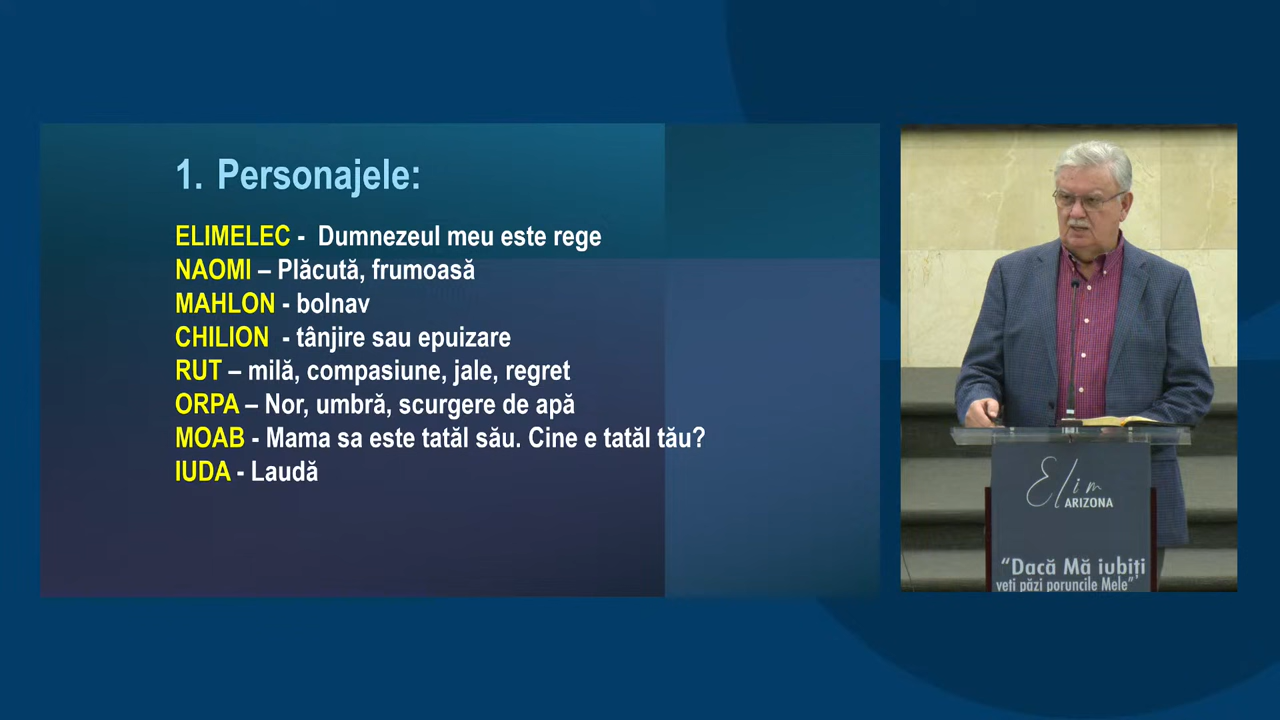 1. Personajele:
ELIMELEC - Dumnezeul meu este rege
NAOMI – Plăcută, frumoasă
MAHLON - bolnav
CHILION - tânjire sau epuizare
RUT – milă, compasiune, jale, regret
ORPA – Nor, umbră, scurgere de apă
MOAB - Mama sa este tatăl său. Cine e tatăl tău?
IUDA - Laudă
Elim
ARIZONA
“Dacă Mă iubiți
veți păzi poruncile Mele”